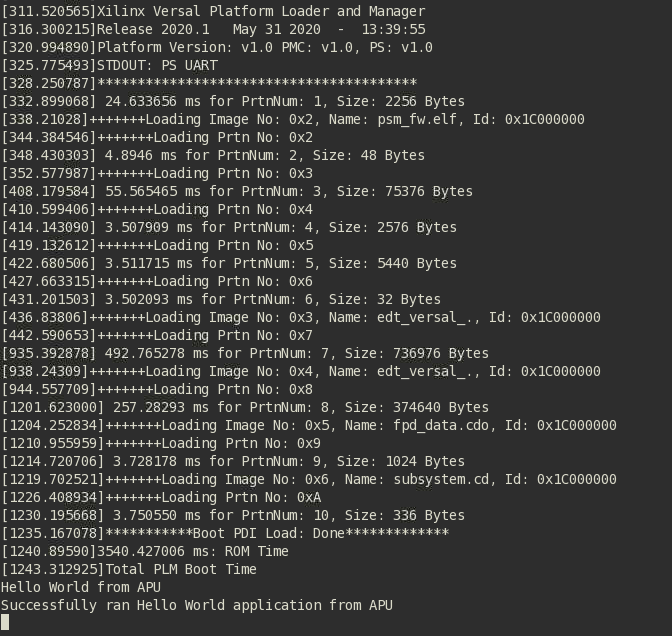 [311.520565]Xilinx Versal Platform Loader and Manager
[316.300215]Release 2020.1   May 31 2020  -  13:39:55
[320.994890]Platform Version: v1.0 PMC: v1.0, PS: v1.0
[325.775493]STDOUT: PS UART
[328.250787]****************************************
[332.899068] 24.633656 ms for PrtnNum: 1, Size: 2256 Bytes
[338.21028]+++++++Loading Image No: 0x2, Name: psm_fw.elf, Id: 0x1C000000
[344.384546]+++++++Loading Prtn No: 0x2
[348.430303] 4.8946 ms for PrtnNum: 2, Size: 48 Bytes
[352.577987]+++++++Loading Prtn No: 0x3
[408.179584] 55.565465 ms for PrtnNum: 3, Size: 75376 Bytes
[410.599406]+++++++Loading Prtn No: 0x4
[414.143090] 3.507909 ms for PrtnNum: 4, Size: 2576 Bytes
[419.132612]+++++++Loading Prtn No: 0x5
[422.680506] 3.511715 ms for PrtnNum: 5, Size: 5440 Bytes
[427.663315]+++++++Loading Prtn No: 0x6
[431.201503] 3.502093 ms for PrtnNum: 6, Size: 32 Bytes
[436.83806]+++++++Loading Image No: 0x3, Name: edt_versal_., Id: 0x1C000000
[442.590653]+++++++Loading Prtn No: 0x7
[935.392878] 492.765278 ms for PrtnNum: 7, Size: 736976 Bytes
[938.24309]+++++++Loading Image No: 0x4, Name: edt_versal_., Id: 0x1C000000
[944.557709]+++++++Loading Prtn No: 0x8
[1201.623000] 257.28293 ms for PrtnNum: 8, Size: 374640 Bytes
[1204.252834]+++++++Loading Image No: 0x5, Name: fpd_data.cdo, Id: 0x1C000000
[1210.955959]+++++++Loading Prtn No: 0x9
[1214.720706] 3.728178 ms for PrtnNum: 9, Size: 1024 Bytes
[1219.702521]+++++++Loading Image No: 0x6, Name: subsystem.cd, Id: 0x1C000000
[1226.408934]+++++++Loading Prtn No: 0xA
[1230.195668] 3.750550 ms for PrtnNum: 10, Size: 336 Bytes
[1235.167078]***********Boot PDI Load: Done*************
[1240.89590]3540.427006 ms: ROM Time
[1243.312925]Total PLM Boot Time
Hello World from APU
Successfully ran Hello World application from APU